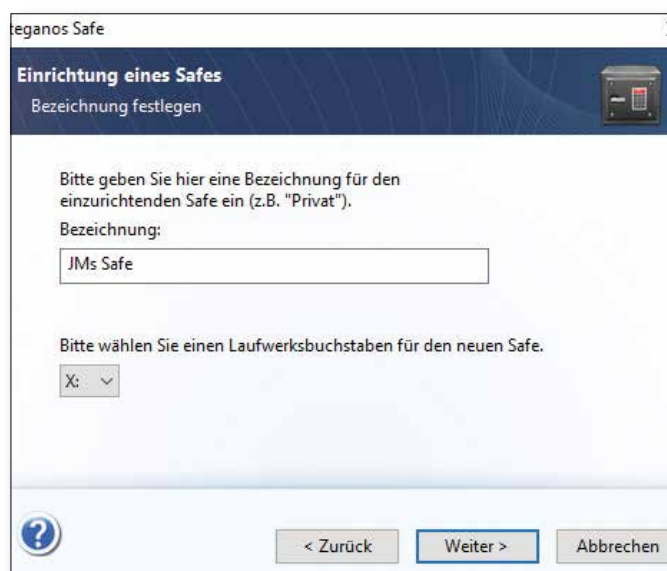 teganos Safe
Einrichtung eines Safes
Bezeichnung festlegen
Bitte geben Sie hier eine Bezeichnung für den
einzurichtenden Safe ein (z.B. "Privat").
Bezeichnung:
JMs Safe
Bitte wählen Sie einen Laufwerksbuchstaben für den neuen Safe.
X:
?
< Zurück
Weiter >
Abbrechen